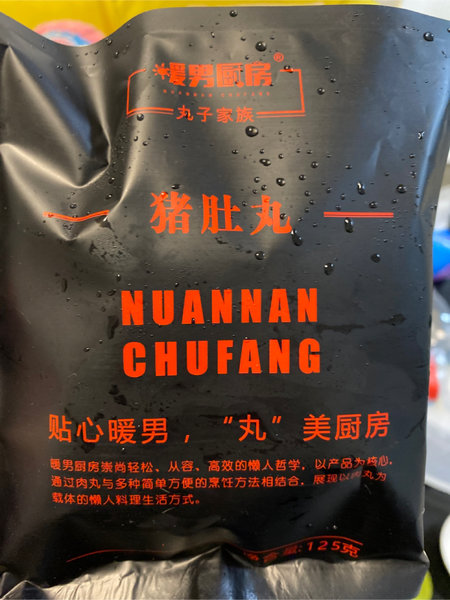 暖男厨房®
NUANNAN CHUFANG
丸子家族
猪肚丸
NUANNAN
CHUFANG
贴心暖男，“丸”美厨房
暖男厨房崇尚轻松、从容、高效的懒人哲学，以产品为核心，
通过肉丸与多种简单方便的烹饪方法相结合，展现以肉丸为
载体的懒人料理生活方式。
净含量:125克